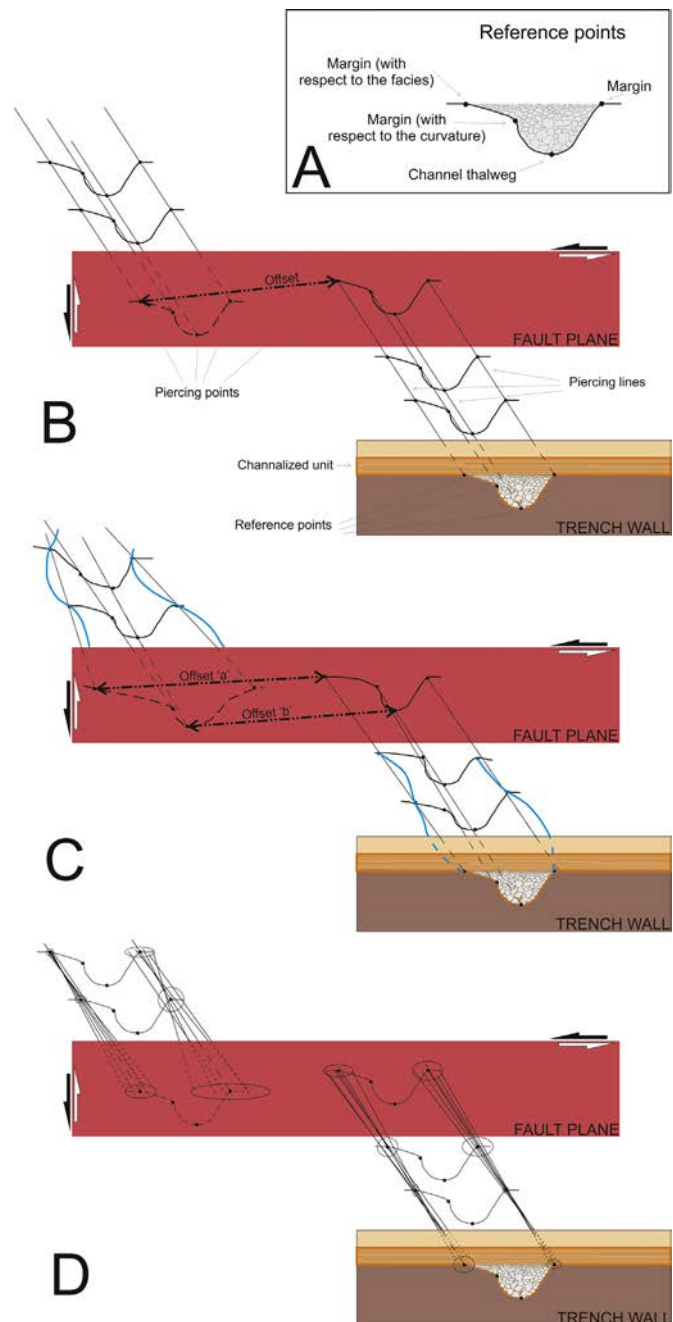 Reference points
Margin (with
respect to the facies)
Margin
Margin (with
respect to the curvature)
Channel thalweg
A
Offset
FAULT PLANE
Piercing points
Piercing lines
B
Channalized unit
Reference points
TRENCH WALL
Offset 'a'
Offset 'b'
FAULT PLANE
C
TRENCH WALL
FAULT PLANE
D
TRENCH WALL